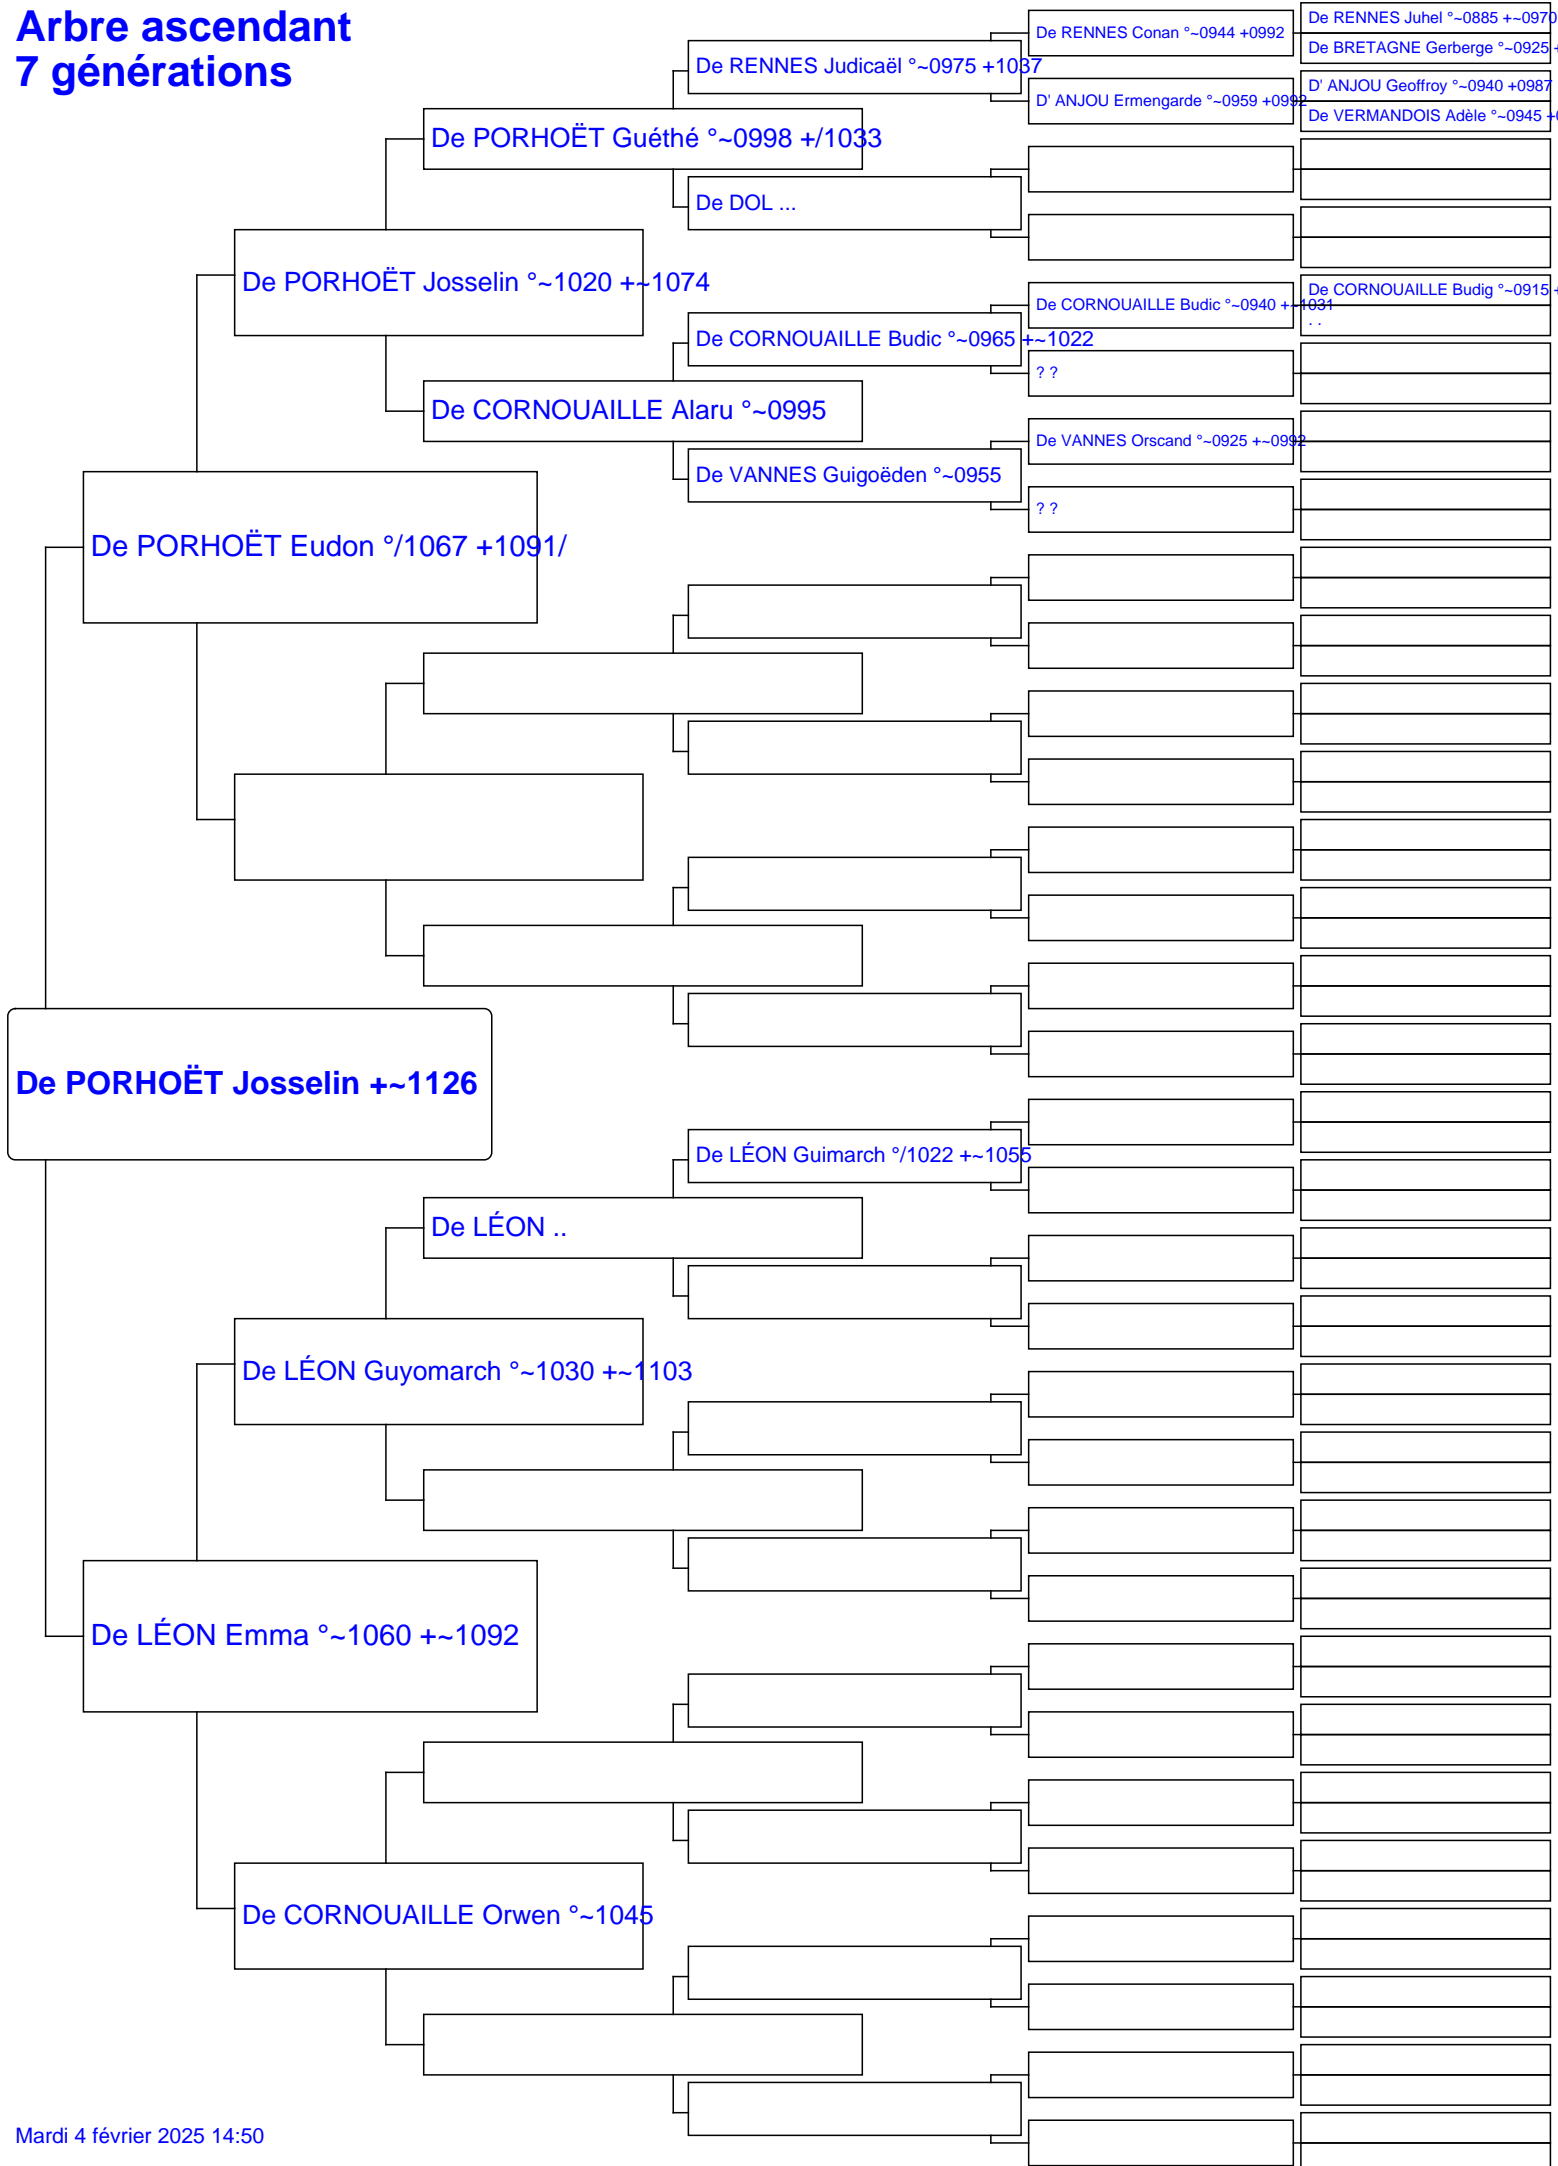 Arbre ascendant
7 générations
De RENNES Juhel °~0885 +~0970
De RENNES Conan °~0944 +0992
De BRETAGNE Gerberge °~0925 +
De RENNES Judicaël °~0975 +1037
D' ANJOU Geoffroy °~0940 +0987
D' ANJOU Ermengarde °~0959 +0992
De VERMANDOIS Adèle °~0945 +
De PORHOËT Guéthé °~0998 +/1033
De DOL ...
De PORHOËT Josselin °~1020 +~1074
De CORNOUAILLE Budig °~0915 +
De CORNOUAILLE Budic °~0940 +~1031
. .
De CORNOUAILLE Budic °~0965 +~1022
? ?
De CORNOUAILLE Alaru °~0995
De VANNES Orscand °~0925 +~0992
De VANNES Guigoëden °~0955
? ?
De PORHOËT Eudon °/1067 +1091/
De PORHOËT Josselin +~1126
De LÉON Guimarch °/1022 +~1055
De LÉON ..
De LÉON Guyomarch °~1030 +~1103
De LÉON Emma °~1060 +~1092
De CORNOUAILLE Orwen °~1045
Mardi 4 février 2025 14:50